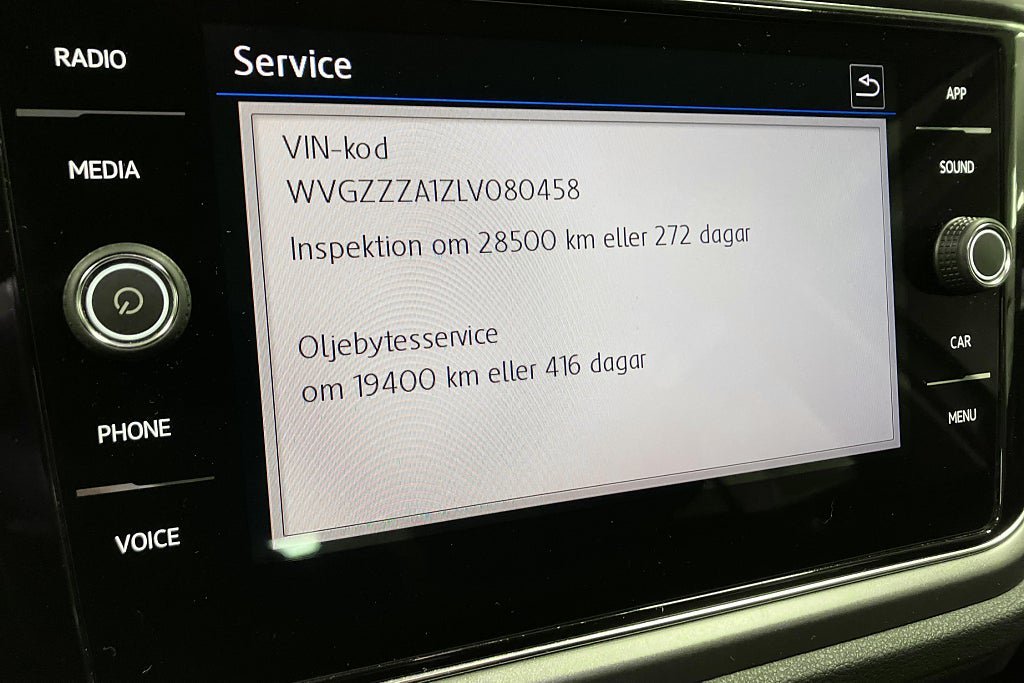 RADIO
MEDIA
PHONE
VOICE
Service
VIN-kod
WVGZZZA1ZLV080458
Inspektion om 28500 km eller 272 dagar
Oljebytesservice
om 19400 km eller 416 dagar
APP
SOUND
CAR
MENU